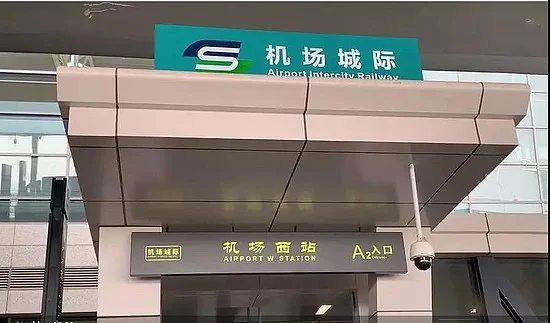 机场城际
Airport Intercity Railway
机场城际
机场西站
AIRPORT W. STATION
A2入口
Entrance